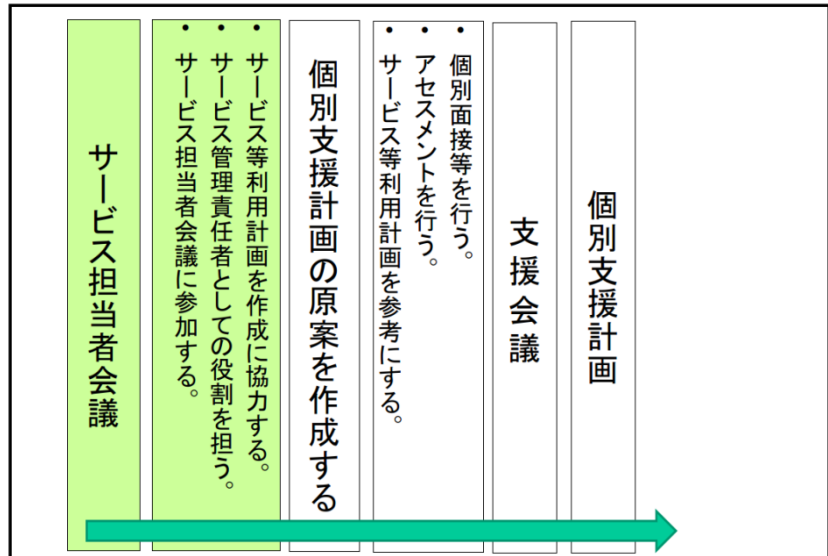 サービス担当者会議
・サービス等利用計画を作成に協力する。
・サービス管理責任者としての役割を担う。
・サービス担当者会議に参加する。
個別支援計画の原案を作成する
・個別面接等を行う。
・アセスメントを行う。
・サービス等利用計画を参考にする。
支援会議
個別支援計画